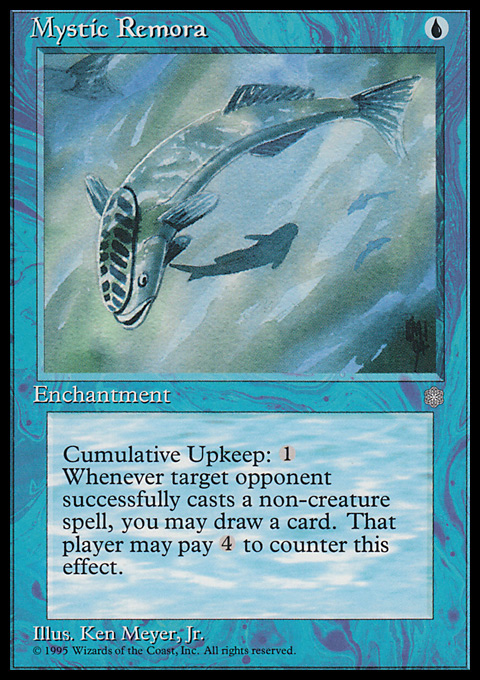 Mystic Remora
Enchantment
Cumulative Upkeep: 1
Whenever target opponent
successfully casts a non-creature
spell, you may draw a card. That
player may pay 4 to counter this
effect.
Illus. Ken Meyer, Jr.
© 1995 Wizards of the Coast, Inc. All rights reserved.